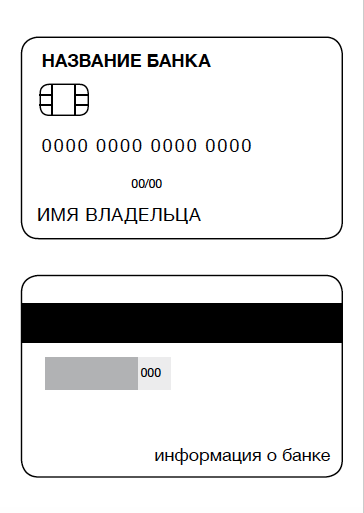 НАЗВАНИЕ БАНКА
0000 0000 0000 0000
00/00
ИМЯ ВЛАДЕЛЬЦА
000
информация о банке